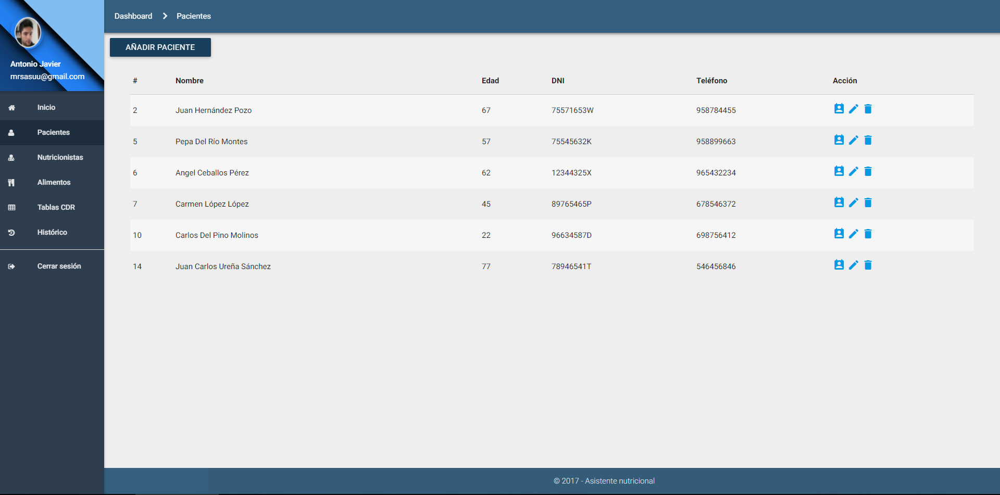 Dashboard > Pacientes
Antonio Javier
mrsasuu@gmail.com
Inicio
Pacientes
Nutricionistas
Alimentos
Tablas CDR
Histórico
Cerrar sesión
AÑADIR PACIENTE
# Nombre Edad DNI Teléfono Acción
2 Juan Hernández Pozo 67 75571653W 958784455
5 Pepa Del Río Montes 57 75545632K 958899663
6 Angel Ceballos Pérez 62 12344325X 965432234
7 Carmen López López 45 89765465P 678546372
10 Carlos Del Pino Molinos 22 96634587D 698756412
14 Juan Carlos Ureña Sánchez 77 78946541T 546456846
© 2017 - Asistente nutricional